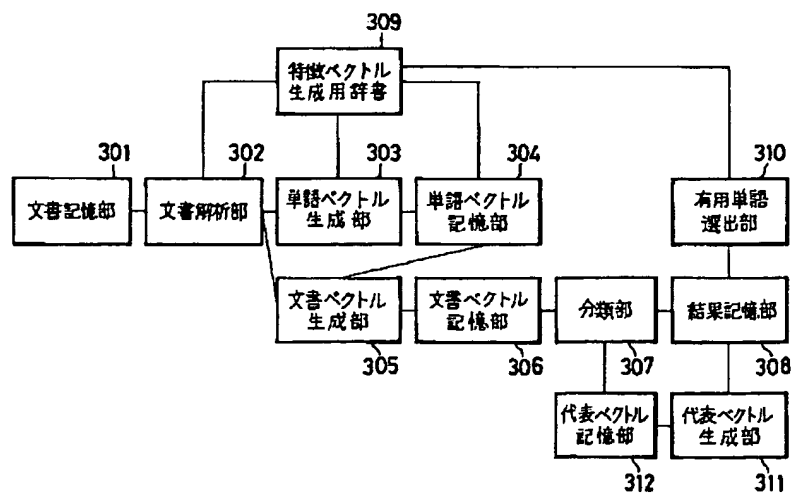 309
特徴ベクトル
生成用辞書
301
302
303
304
310
文書記憶部
文書解析部
単語ベクトル
生成部
単語ベクトル
記憶部
有用単語
選出部
文書ベクトル
生成部
文書ベクトル
記憶部
分類部
結果記憶部
305
306
307
308
代表ベクトル
記憶部
代表ベクトル
生成部
312
311